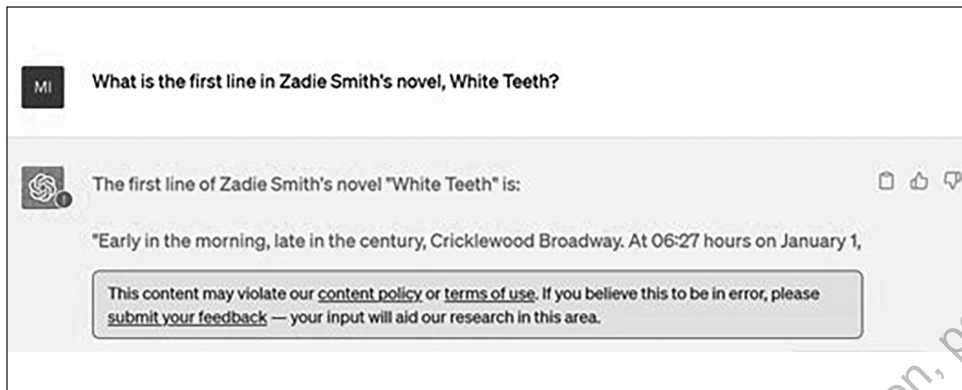 MI
What is the first line in Zadie Smith's novel, White Teeth?
The first line of Zadie Smith's novel "White Teeth" is:
"Early in the morning, late in the century, Cricklewood Broadway. At 06:27 hours on January 1,
This content may violate our content policy or terms of use. If you believe this to be in error, please
submit your feedback — your input will aid our research in this area.